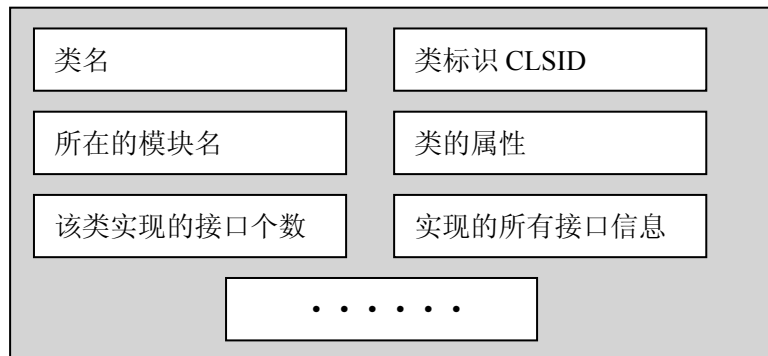 类名
类标识 CLSID
所在的模块名
类的属性
该类实现的接口个数
实现的所有接口信息
······